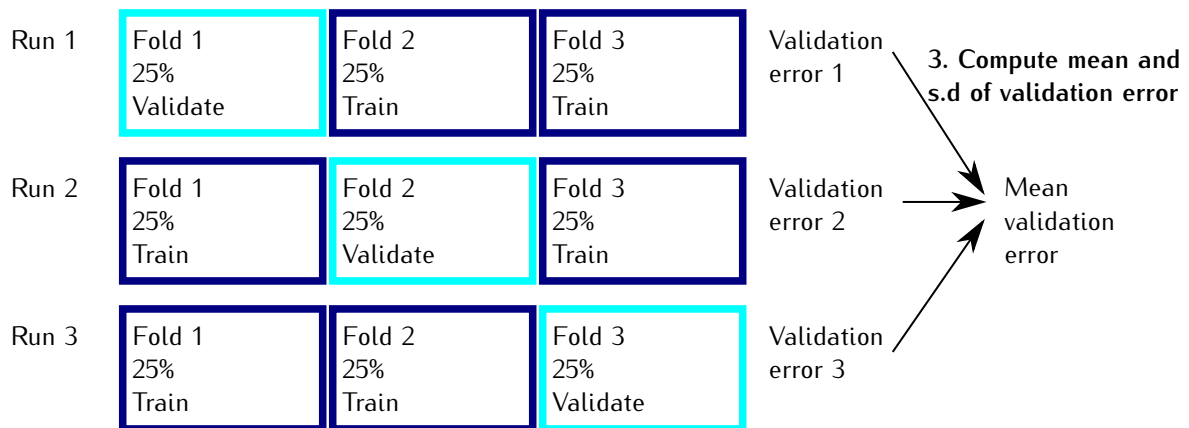 Run 1
Fold 1
25%
Validate
Fold 2
25%
Train
Fold 3
25%
Train
Validation
error 1
3. Compute mean and
s.d of validation error
Run 2
Fold 1
25%
Train
Fold 2
25%
Validate
Fold 3
25%
Train
Validation
error 2
Mean
validation
error
Run 3
Fold 1
25%
Train
Fold 2
25%
Train
Fold 3
25%
Validate
Validation
error 3